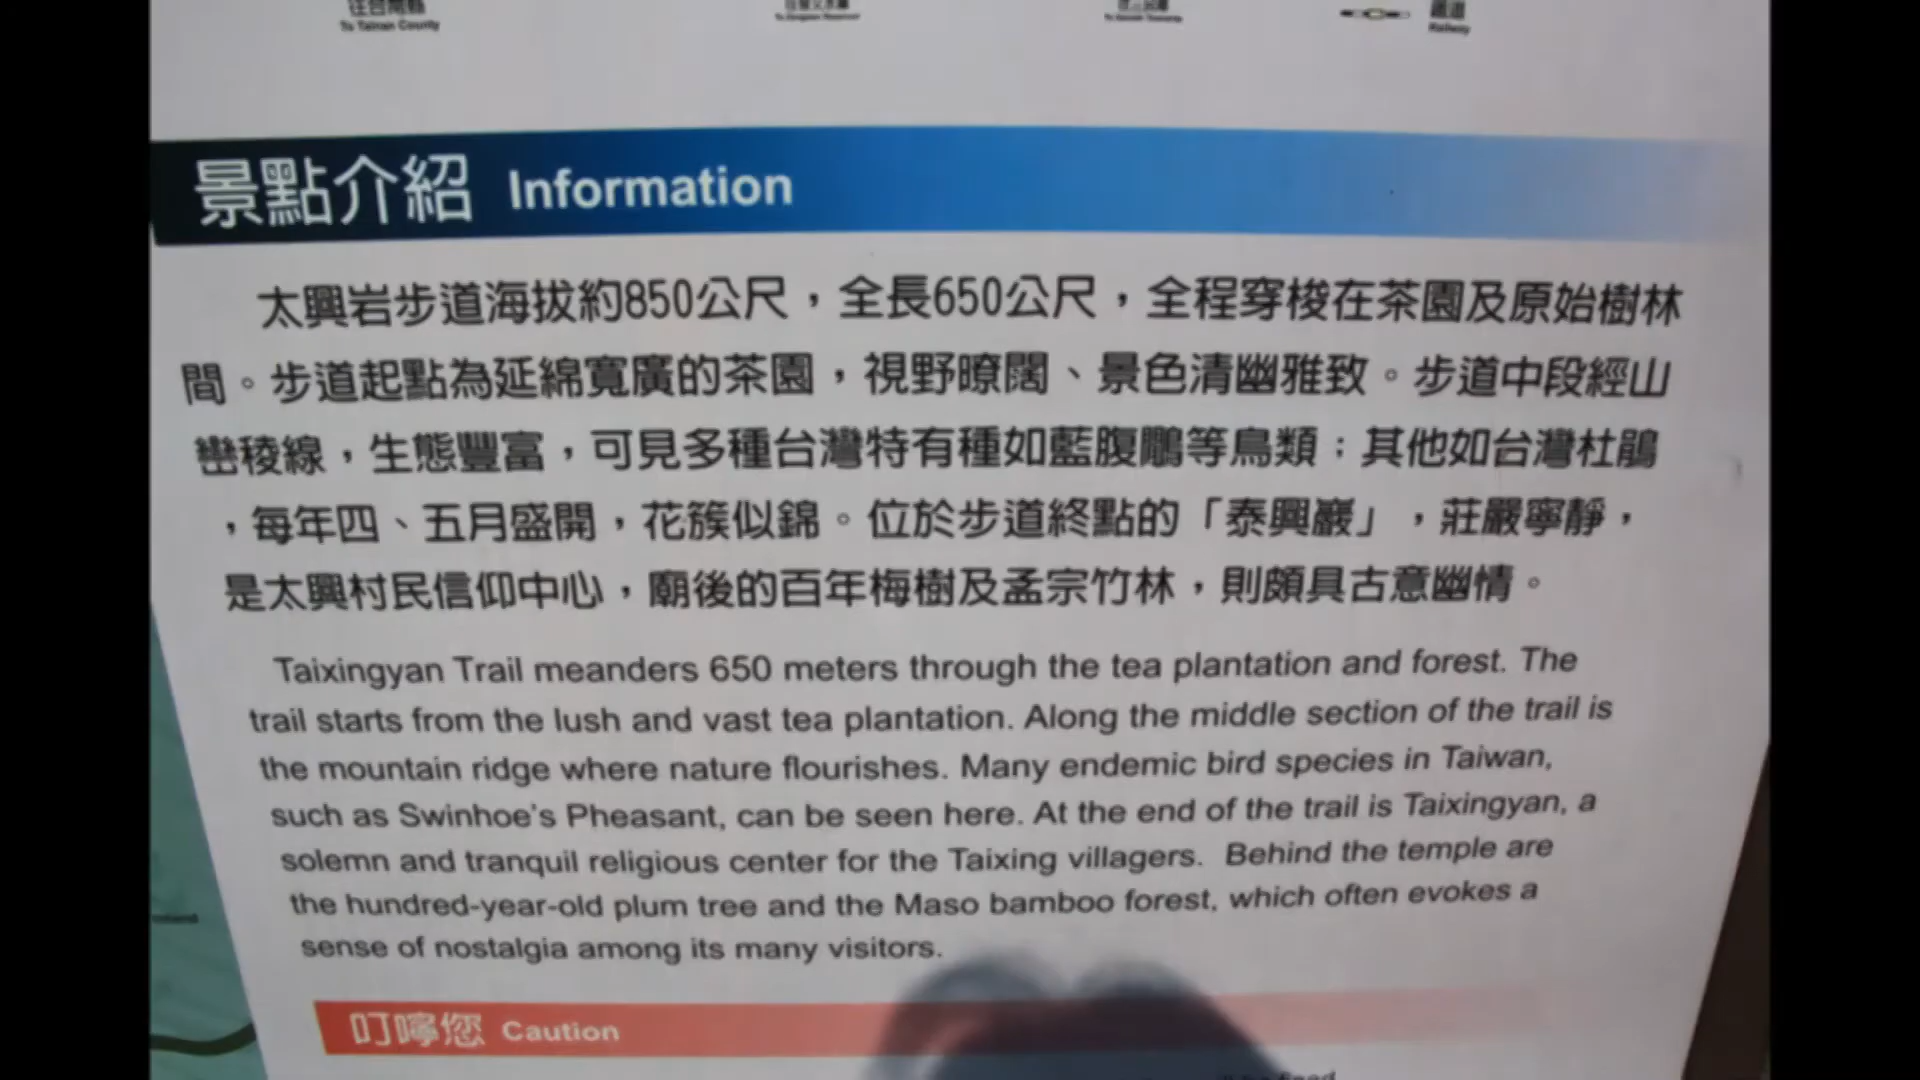 往台南縣
To Tainan County
鐵道
Railway
景點介紹 Information
太興岩步道海拔約850公尺，全長650公尺，全程穿梭在茶園及原始樹林
間。步道起點為延綿寬廣的茶園，視野暸闊、景色清幽雅致。步道中段經山
巒稜線，生態豐富，可見多種台灣特有種如藍腹鷴等鳥類；其他如台灣杜鵑
，每年四、五月盛開，花簇似錦。位於步道終點的「泰興巖」，莊嚴寧靜，
是太興村民信仰中心，廟後的百年梅樹及孟宗竹林，則頗具古意幽情。
Taixingyan Trail meanders 650 meters through the tea plantation and forest. The
trail starts from the lush and vast tea plantation. Along the middle section of the trail is
the mountain ridge where nature flourishes. Many endemic bird species in Taiwan,
such as Swinhoe's Pheasant, can be seen here. At the end of the trail is Taixingyan, a
solemn and tranquil religious center for the Taixing villagers. Behind the temple are
the hundred-year-old plum tree and the Maso bamboo forest, which often evokes a
sense of nostalgia among its many visitors.
叮嚀您 Caution